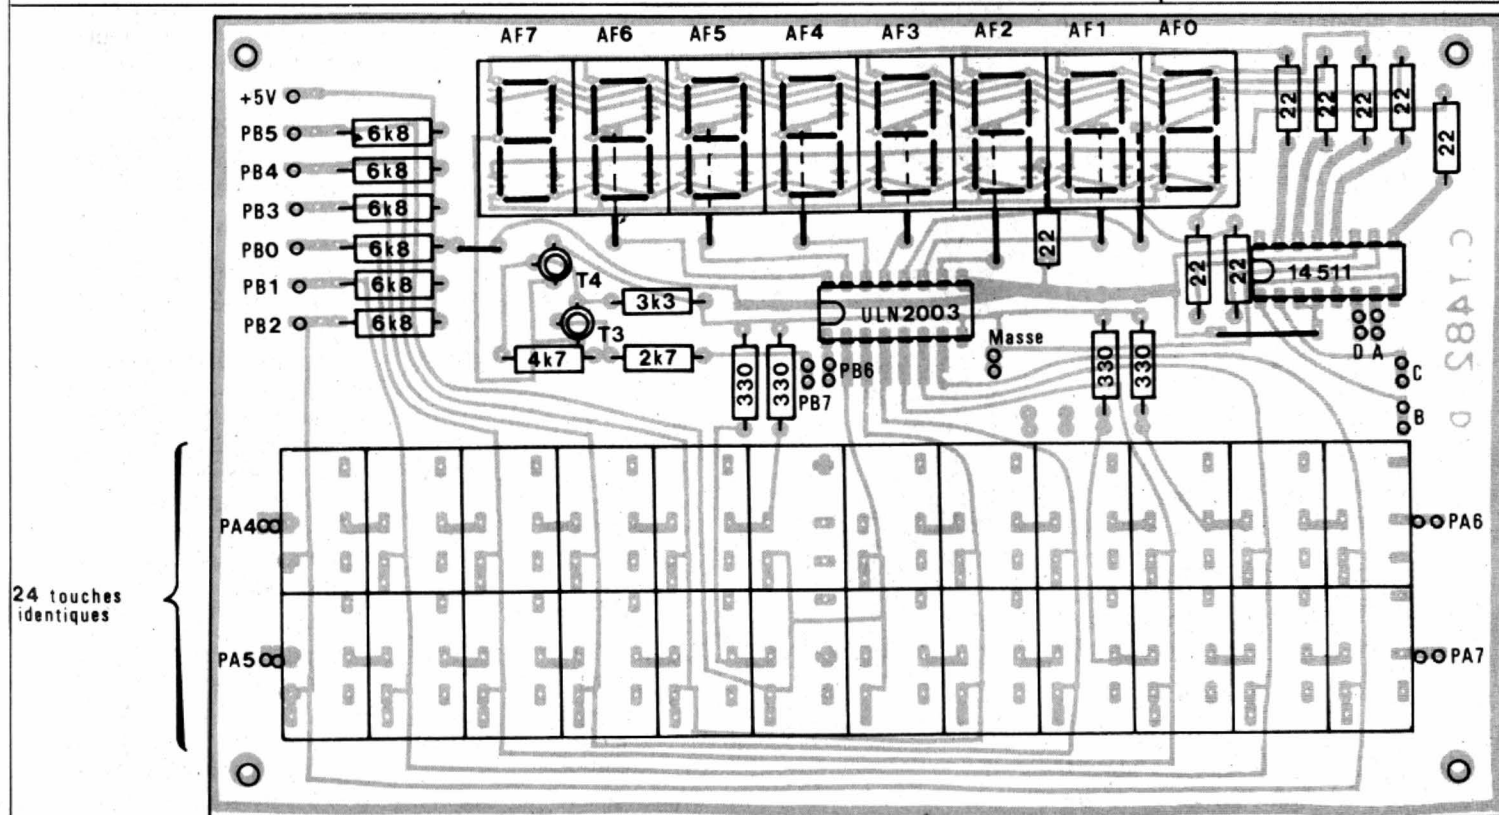 AF7 AF6 AF5 AF4 AF3 AF2 AF1 AF0
+5V
PB5 6k8
PB4 6k8
PB3 6k8
PB0 6k8
PB1 6k8
PB2 6k8
22 22 22 22 22
22
22 22
14 511
T4
3k3
T3
4k7 2k7
ULN2003
Masse
330 330
PB6
PB7
330 330
D A
C
B
C.1482 D
PA4
PA6
24 touches
identiques
PA5
PA7